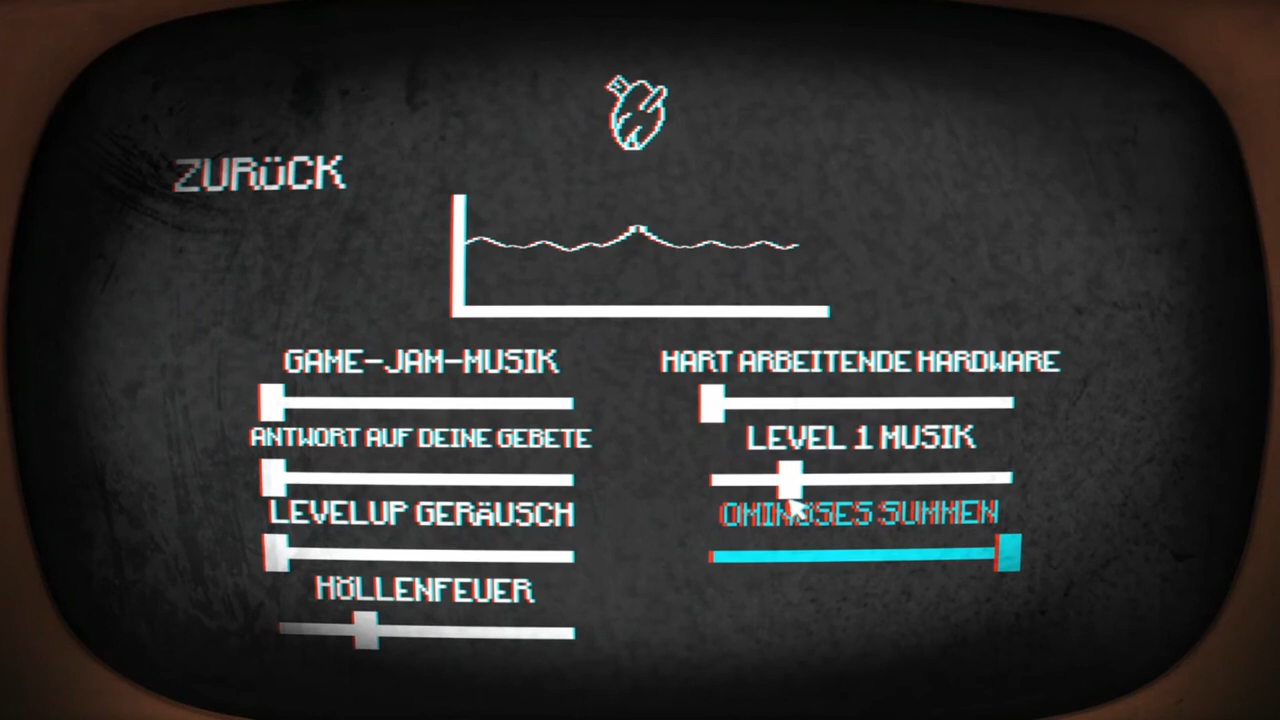 ZURüCK
GAME-JAM-MUSIK
HART ARBEITENDE HARDWARE
ANTWORT AUF DEINE GEBETE
LEVEL 1 MUSIK
LEVELUP GERÄUSCH
OMINÖSES SUMMEN
HÖLLENFEUER